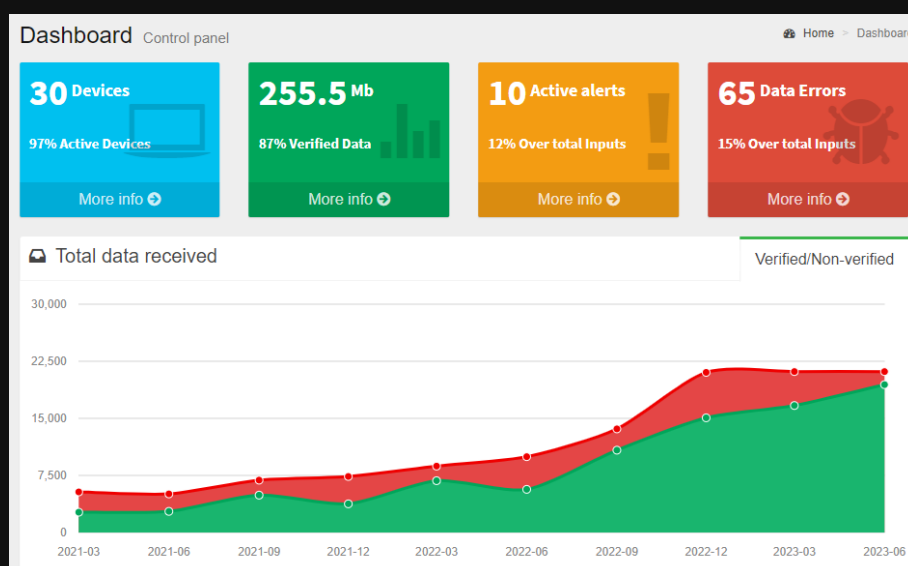 Dashboard Control panel
Home > Dashboard
30 Devices
97% Active Devices
More info
255.5 Mb
87% Verified Data
More info
10 Active alerts
12% Over total Inputs
More info
65 Data Errors
15% Over total Inputs
More info
Total data received
Verified/Non-verified
30,000
22,500
15,000
7,500
0
2021-03 2021-06 2021-09 2021-12 2022-03 2022-06 2022-09 2022-12 2023-03 2023-06